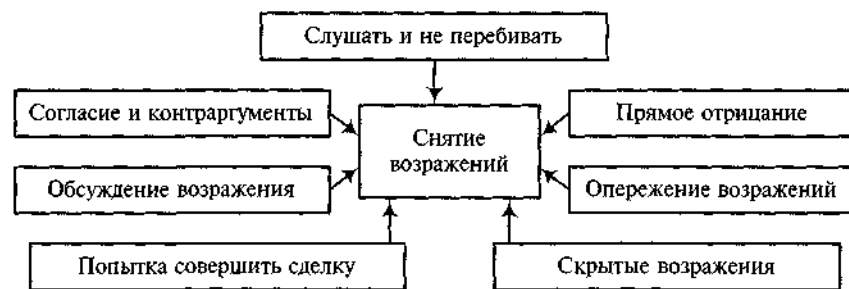 Слушать и не перебивать
Согласие и контраргументы
Прямое отрицание
Снятие
возражений
Обсуждение возражения
Опережение возражений
Попытка совершить сделку
Скрытые возражения